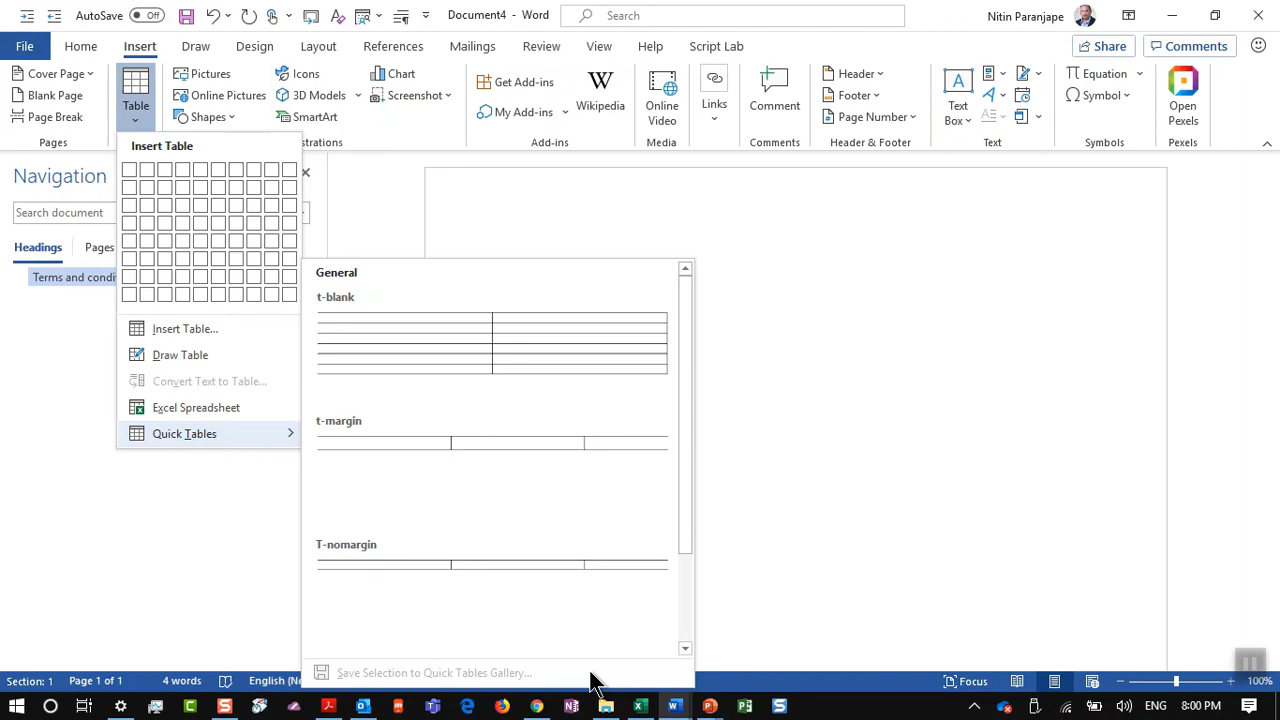 AutoSave Off Document4 - Word Search Nitin Paranjape
File Home Insert Draw Design Layout References Mailings Review View Help Script Lab Share Comments
Cover Page
Blank Page
Page Break
Pages
Table
Pictures
Online Pictures
Shapes
Icons
3D Models
SmartArt
Chart
Screenshot
Get Add-ins
My Add-ins
Wikipedia
Add-ins
Online
Video
Media
Links
Comment
Comments
Header
Footer
Page Number
Header & Footer
Text
Box
Text
Equation
Symbol
Symbols
Open
Pexels
Pexels
Insert Table
Insert Table...
Draw Table
Convert Text to Table...
Excel Spreadsheet
Quick Tables
Navigation
Search document
Headings Pages
General
t-blank
t-margin
T-nomargin
Save Selection to Quick Tables Gallery...
Section: 1 Page 1 of 1 4 words Focus 100%
ENG 8:00 PM